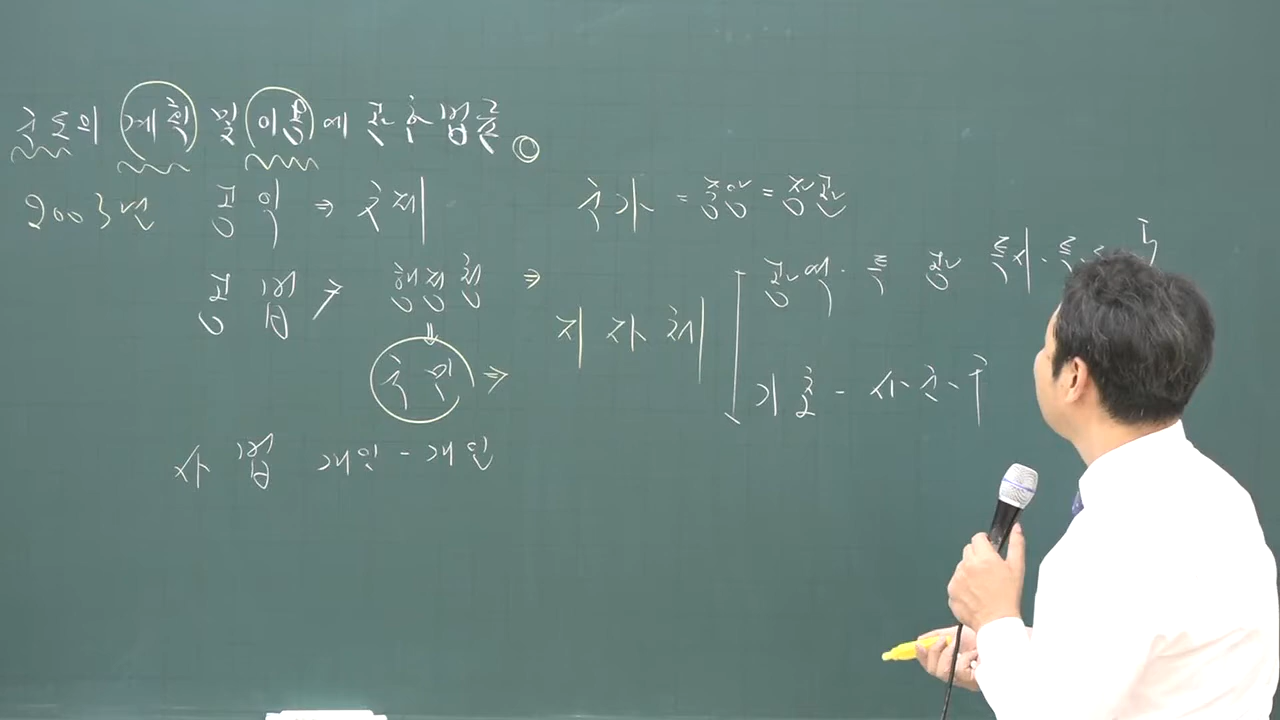 국토의 계획 및 이용에 관한 법률 ◎
2003년 공익 ⇒ 규제
국가 = 중앙 = 장관
공법 > 행정청 ⇒
지자체
광역. 특 광 특시. 특.
기초 - 시. 군. 구
⇓
국민 ⇒
사법 개인 - 개인